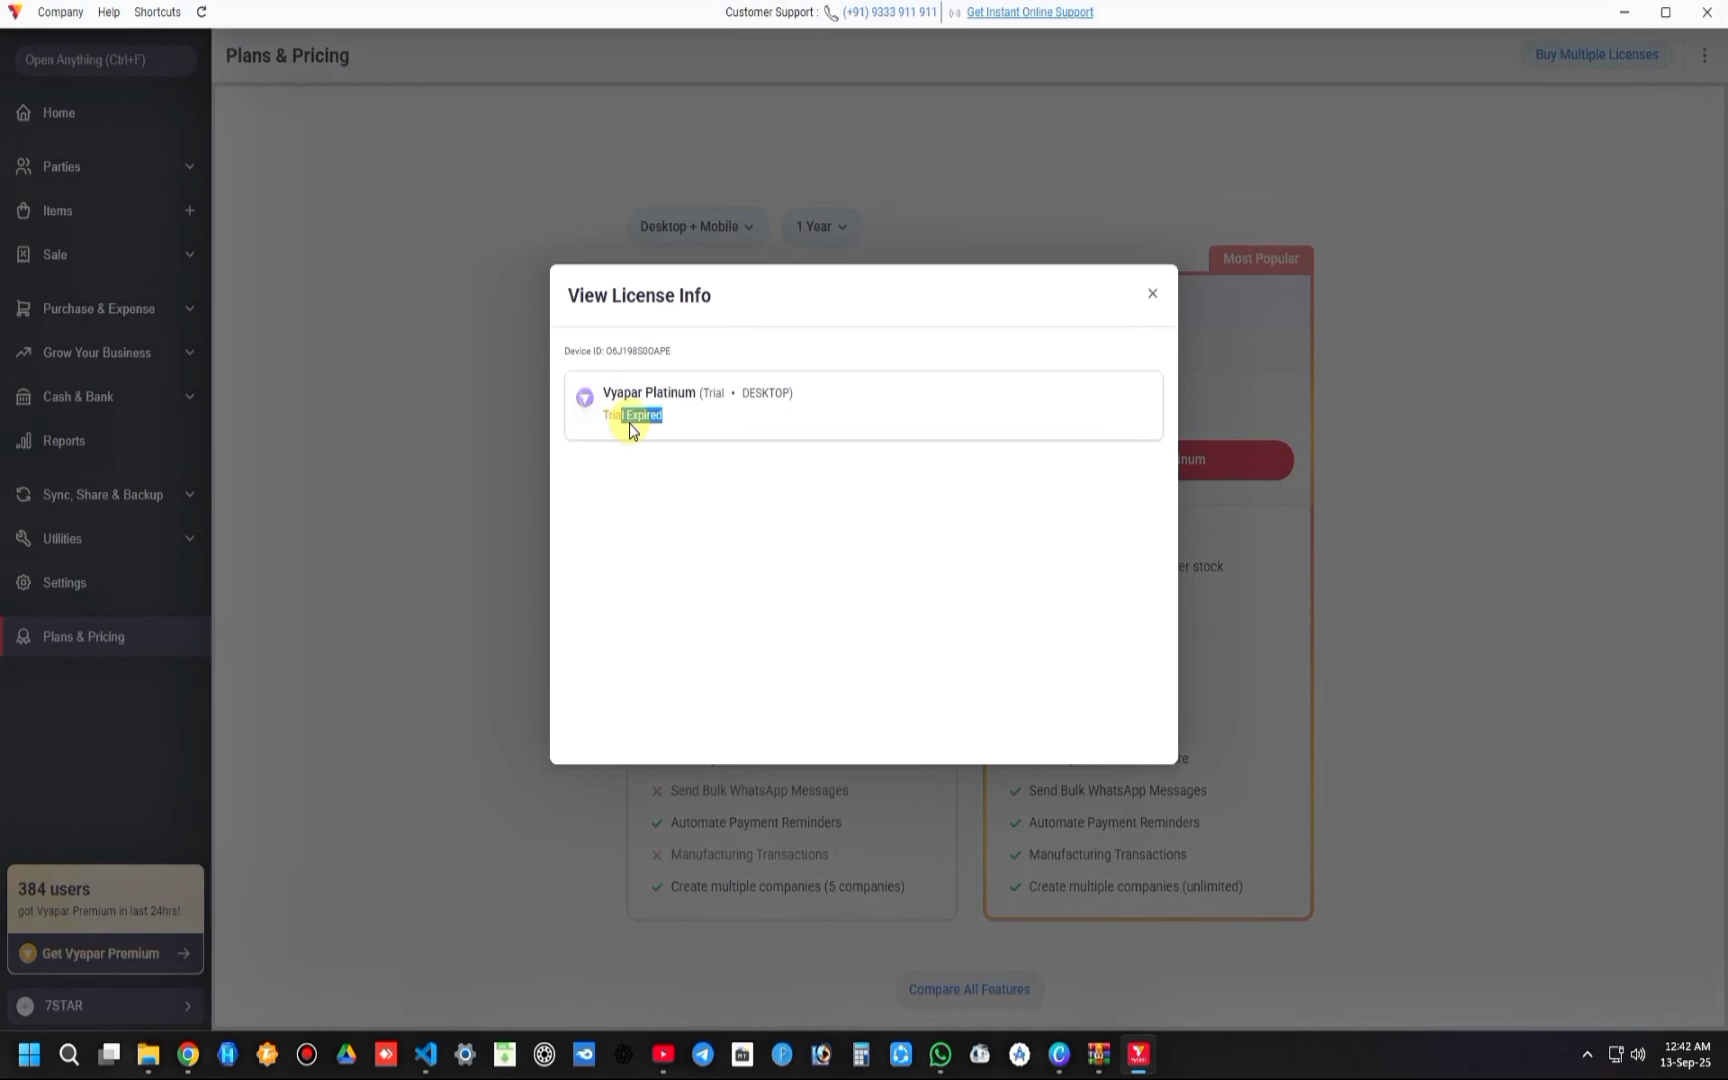 Company Help Shortcuts
Customer Support : (+91) 9333 911 911 Get Instant Online Support
Open Anything (Ctrl+F)
Plans & Pricing
Buy Multiple Licenses
Home
Parties
Items
Sale
Purchase & Expense
Grow Your Business
Cash & Bank
Reports
Sync, Share & Backup
Utilities
Settings
Plans & Pricing
384 users
got Vyapar Premium in last 24hrs!
Get Vyapar Premium
7STAR
Desktop + Mobile
1 Year
Most Popular
View License Info
Device ID: O6J198S0OAPE
Vyapar Platinum (Trial • DESKTOP)
Trial Expired
inum
er stock
re
Send Bulk WhatsApp Messages
Automate Payment Reminders
Manufacturing Transactions
Create multiple companies (5 companies)
Send Bulk WhatsApp Messages
Automate Payment Reminders
Manufacturing Transactions
Create multiple companies (unlimited)
Compare All Features
12:42 AM
13-Sep-25